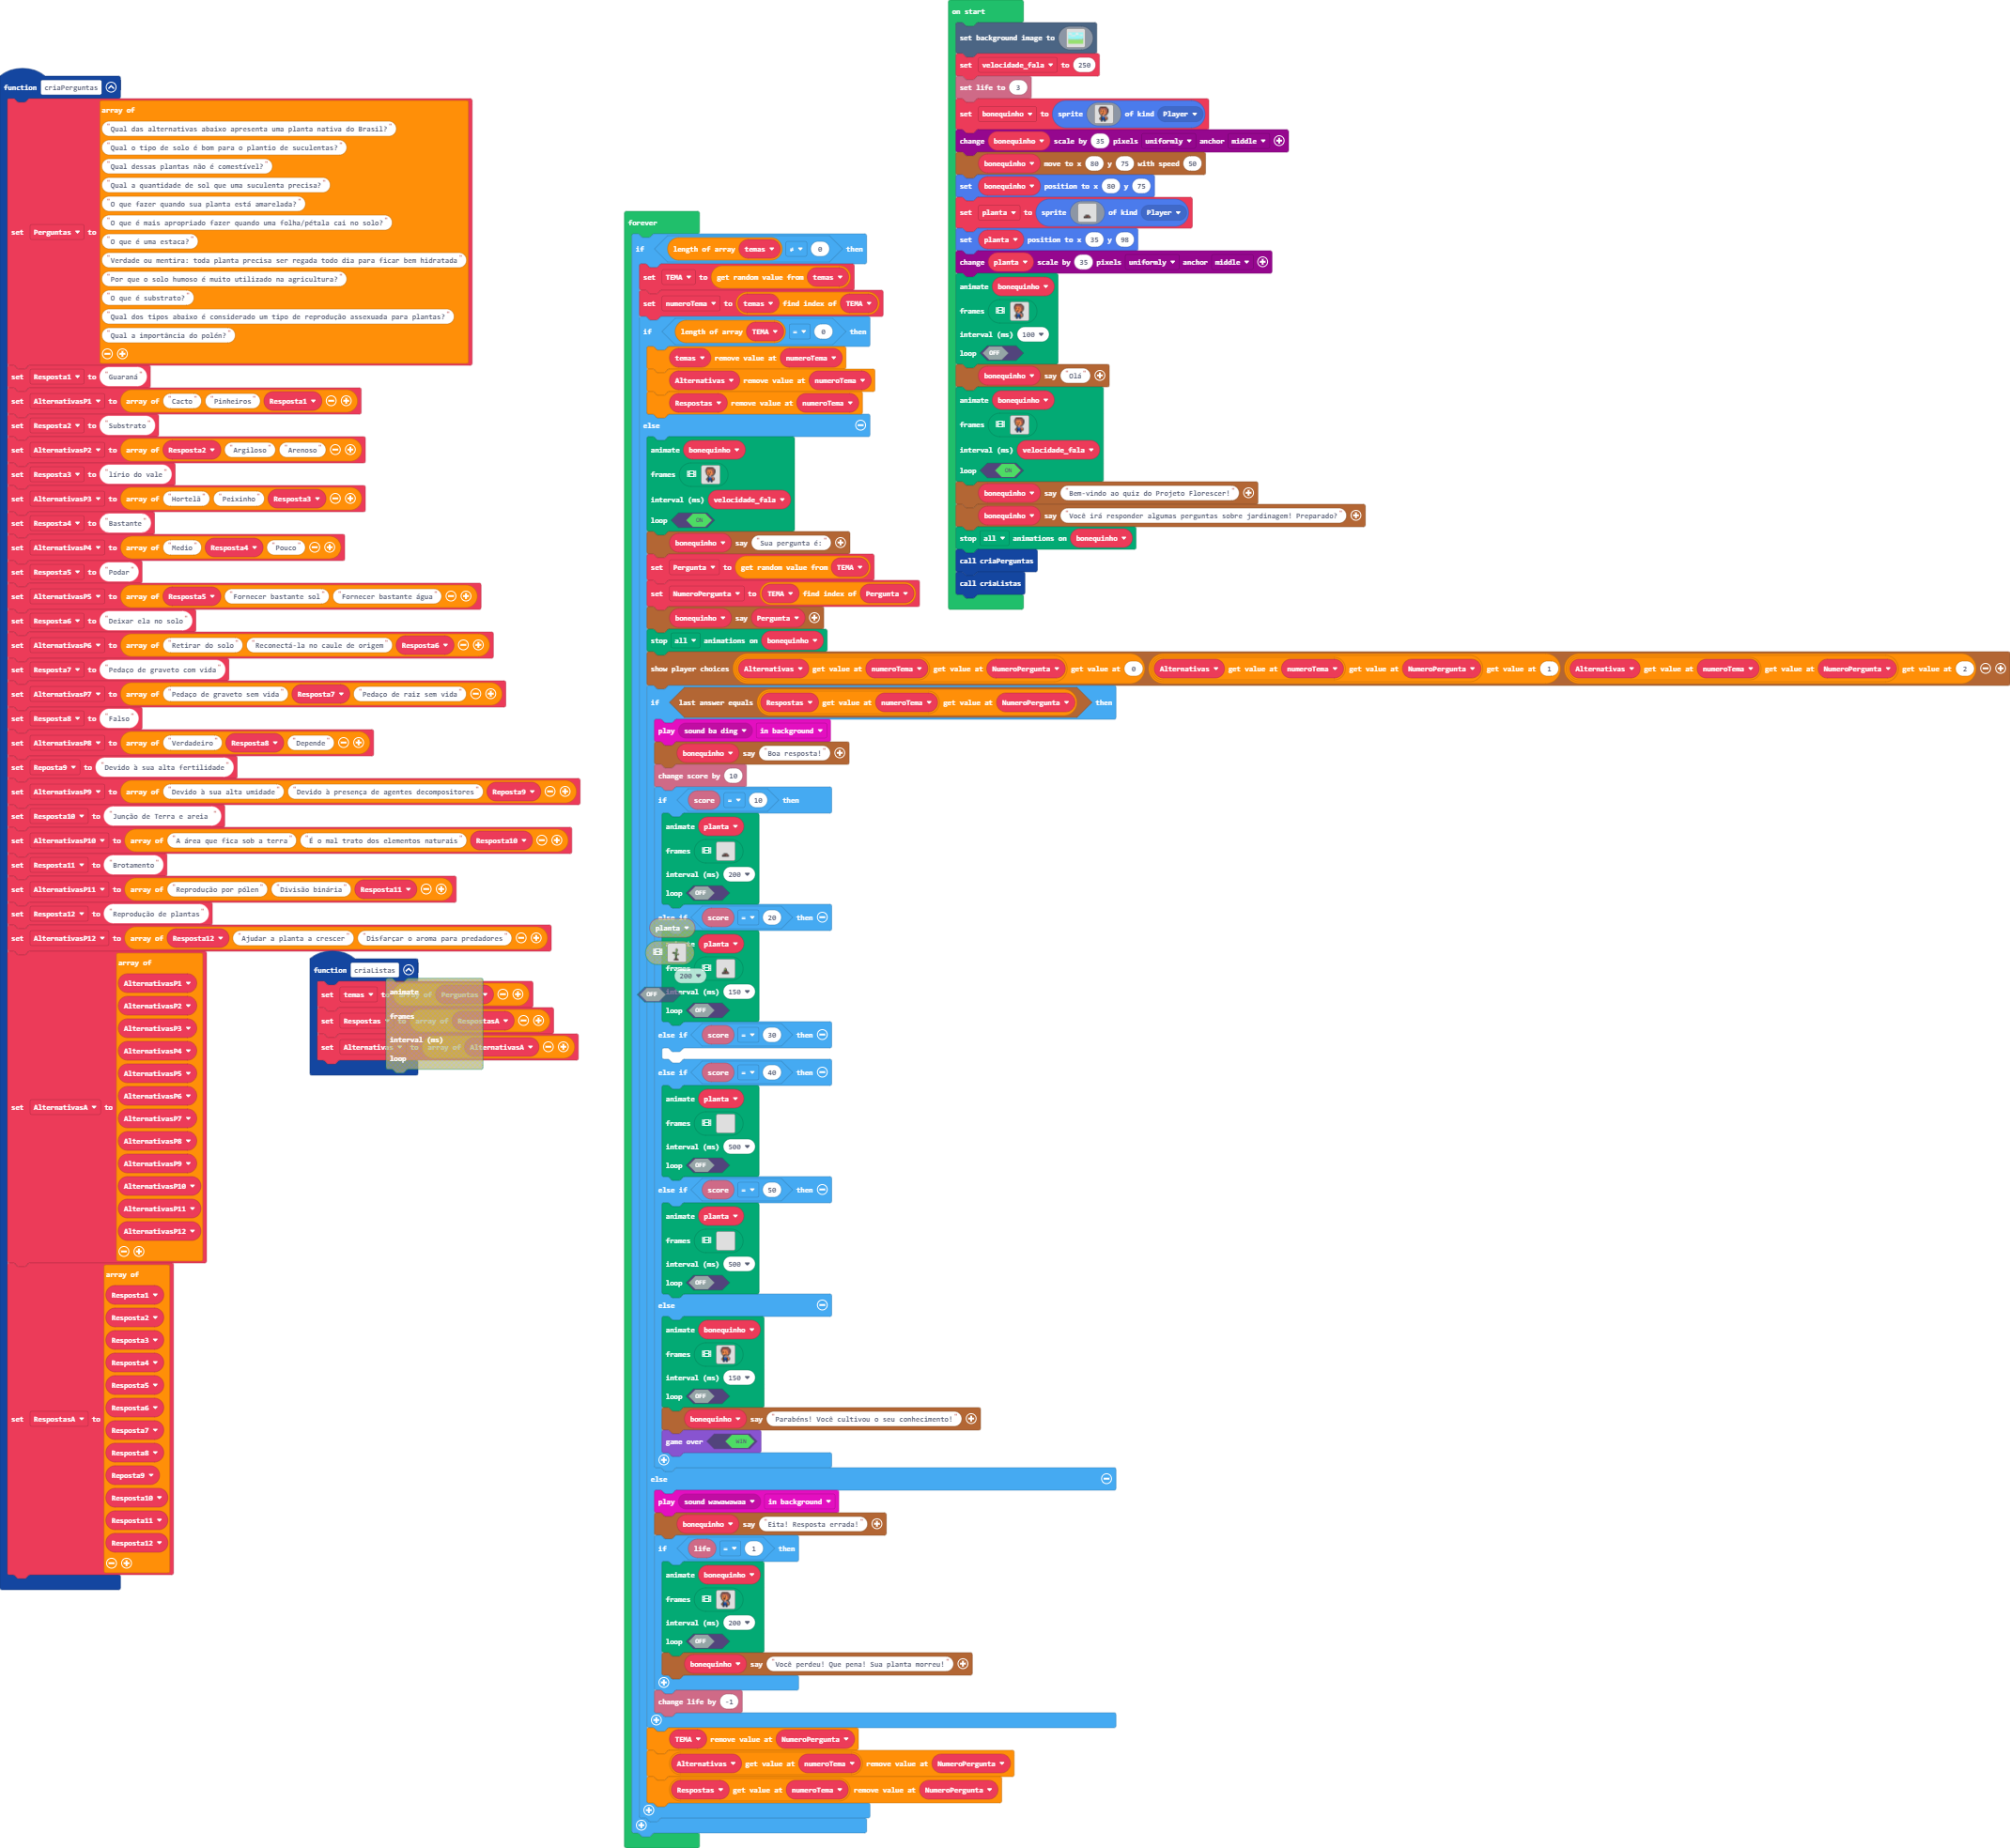 function criaPerguntas
set Perguntas to array of
"Qual das alternativas abaixo apresenta uma planta nativa do Brasil?"
"Qual o tipo de solo é bom para o plantio de suculentas?"
"Qual dessas plantas não é comestível?"
"Qual a quantidade de sol que uma suculenta precisa?"
"O que fazer quando sua planta está amarelada?"
"O que é mais apropriado fazer quando uma folha/pétala cai no solo?"
"O que é uma estaca?"
"Verdade ou mentira: toda planta precisa ser regada todo dia para ficar bem hidratada"
"Por que o solo humoso é muito utilizado na agricultura?"
"O que é substrato?"
"Qual dos tipos abaixo é considerado um tipo de reprodução assexuada para plantas?"
"Qual a importância do polén?"
set Resposta1 to "Guaraná"
set AlternativasP1 to array of "Cacto" "Pinheiros" Resposta1
set Resposta2 to "Substrato"
set AlternativasP2 to array of Resposta2 "Argiloso" "Arenoso"
set Resposta3 to "lírio do vale"
set AlternativasP3 to array of "Hortelã" "Peixinho" Resposta3
set Resposta4 to "Bastante"
set AlternativasP4 to array of "Medio" Resposta4 "Pouco"
set Resposta5 to "Podar"
set AlternativasP5 to array of Resposta5 "Fornecer bastante sol" "Fornecer bastante água"
set Resposta6 to "Deixar ela no solo"
set AlternativasP6 to array of "Retirar do solo" "Reconectá-la no caule de origem" Resposta6
set Resposta7 to "Pedaço de graveto com vida"
set AlternativasP7 to array of "Pedaço de graveto sem vida" Resposta7 "Pedaço de raiz sem vida"
set Resposta8 to "Falso"
set AlternativasP8 to array of "Verdadeiro" Resposta8 "Depende"
set Reposta9 to "Devido à sua alta fertilidade"
set AlternativasP9 to array of "Devido à sua alta umidade" "Devido à presença de agentes decompositores" Reposta9
set Resposta10 to "Junção de Terra e areia"
set AlternativasP10 to array of "A área que fica sob a terra" "É o mal trato dos elementos naturais" Resposta10
set Resposta11 to "Brotamento"
set AlternativasP11 to array of "Reprodução por pólen" "Divisão binária" Resposta11
set Resposta12 to "Reprodução de plantas"
set AlternativasP12 to array of Resposta12 "Ajudar a planta a crescer" "Disfarçar o aroma para predadores"
set AlternativasA to array of
AlternativasP1
AlternativasP2
AlternativasP3
AlternativasP4
AlternativasP5
AlternativasP6
AlternativasP7
AlternativasP8
AlternativasP9
AlternativasP10
AlternativasP11
AlternativasP12
set RespostasA to array of
Resposta1
Resposta2
Resposta3
Resposta4
Resposta5
Resposta6
Resposta7
Resposta8
Reposta9
Resposta10
Resposta11
Resposta12
function criaListas
set temas to array of Perguntas
set Respostas to array of RespostasA
set Alternativas to array of AlternativasA
animate
frames
interval (ms)
loop
forever
if length of array temas ≠ 0 then
set TEMA to get random value from temas
set numeroTema to temas find index of TEMA
if length of array TEMA = 0 then
temas remove value at numeroTema
Alternativas remove value at numeroTema
Respostas remove value at numeroTema
else
animate bonequinho
frames
interval (ms) velocidade_fala
loop ON
bonequinho say "Sua pergunta é:"
set Pergunta to get random value from TEMA
set NumeroPergunta to TEMA find index of Pergunta
bonequinho say Pergunta
stop all animations on bonequinho
show player choices Alternativas get value at numeroTema get value at NumeroPergunta get value at 0 Alternativas get value at numeroTema get value at NumeroPergunta get value at 1 Alternativas get value at numeroTema get value at NumeroPergunta get value at 2
if last answer equals Respostas get value at numeroTema get value at NumeroPergunta then
play sound ba ding in background
bonequinho say "Boa resposta!"
change score by 10
if score = 10 then
animate planta
frames
interval (ms) 200
loop OFF
else if score = 20 then
planta
animate planta
frames
200
interval (ms) 150
OFF
loop OFF
else if score = 30 then
else if score = 40 then
animate planta
frames
interval (ms) 500
loop OFF
else if score = 50 then
animate planta
frames
interval (ms) 500
loop OFF
else
animate bonequinho
frames
interval (ms) 150
loop OFF
bonequinho say "Parabéns! Você cultivou o seu conhecimento!"
game over WIN
else
play sound wawawawaa in background
bonequinho say "Eita! Resposta errada!"
if life = 1 then
animate bonequinho
frames
interval (ms) 200
loop OFF
bonequinho say "Você perdeu! Que pena! Sua planta morreu!"
change life by -1
TEMA remove value at NumeroPergunta
Alternativas get value at numeroTema remove value at NumeroPergunta
Respostas get value at numeroTema remove value at NumeroPergunta
on start
set background image to
set velocidade_fala to 250
set life to 3
set bonequinho to sprite of kind Player
change bonequinho scale by 35 pixels uniformly anchor middle
bonequinho move to x 80 y 75 with speed 50
set bonequinho position to x 80 y 75
set planta to sprite of kind Player
set planta position to x 35 y 98
change planta scale by 35 pixels uniformly anchor middle
animate bonequinho
frames
interval (ms) 100
loop OFF
bonequinho say "Olá"
animate bonequinho
frames
interval (ms) velocidade_fala
loop ON
bonequinho say "Bem-vindo ao quiz do Projeto Florescer!"
bonequinho say "Você irá responder algumas perguntas sobre jardinagem! Preparado?"
stop all animations on bonequinho
call criaPerguntas
call criaListas